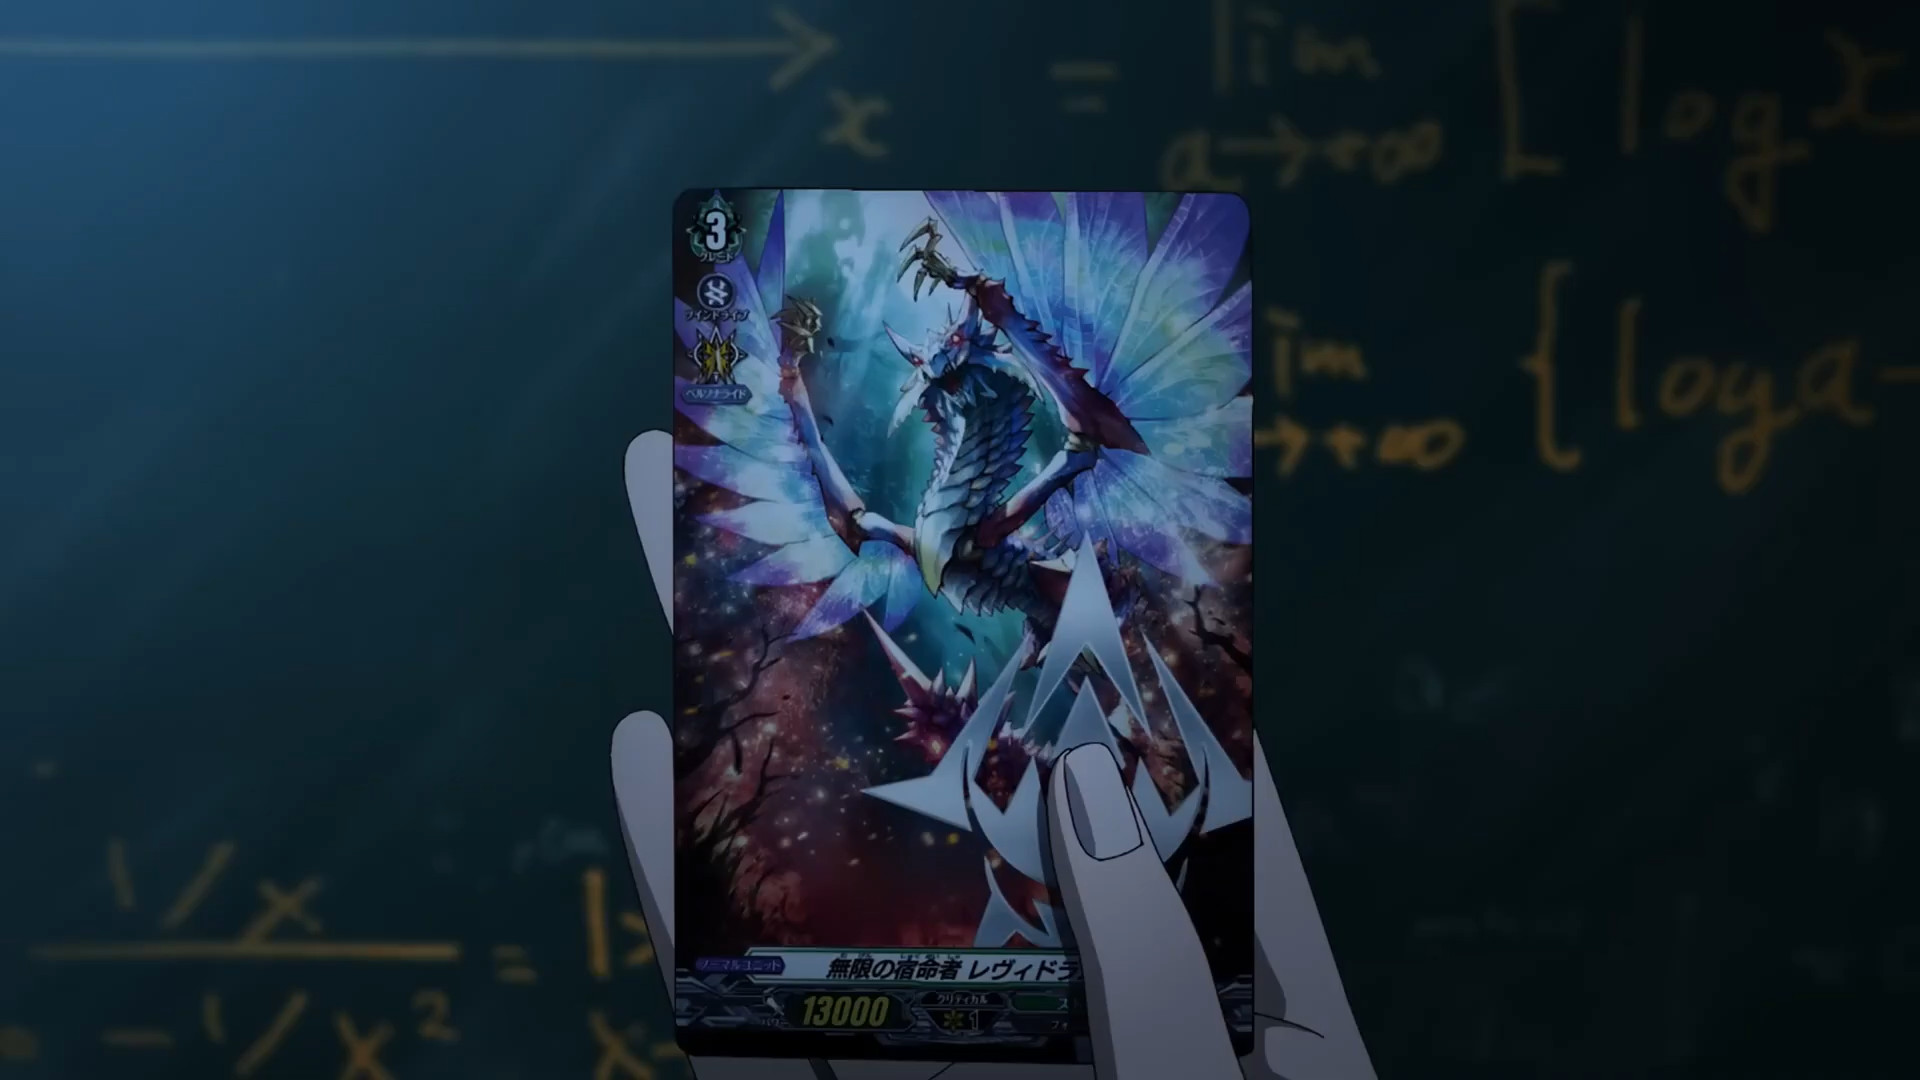 x
= lim
a→+∞
[logx
lim
→+∞
{loga-
3
グレード
ツインドライブ
ペルソナライド
1/x
= 1>
= -1/x²
x-
ノーマルユニット
無限の宿命者 レヴィドラ
13000
クリティカル
1